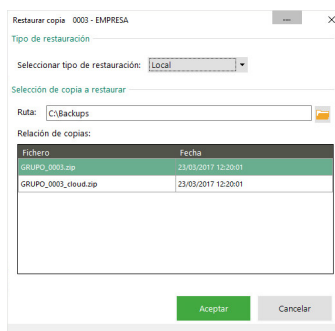 Restaurar copia 0003 - EMPRESA
Tipo de restauración
Seleccionar tipo de restauración: Local
Selección de copia a restaurar
Ruta: C:\Backups
Relación de copias:
Fichero Fecha
GRUPO_0003.zip 23/03/2017 12:20:01
GRUPO_0003_cloud.zip 23/03/2017 12:20:01
Aceptar Cancelar